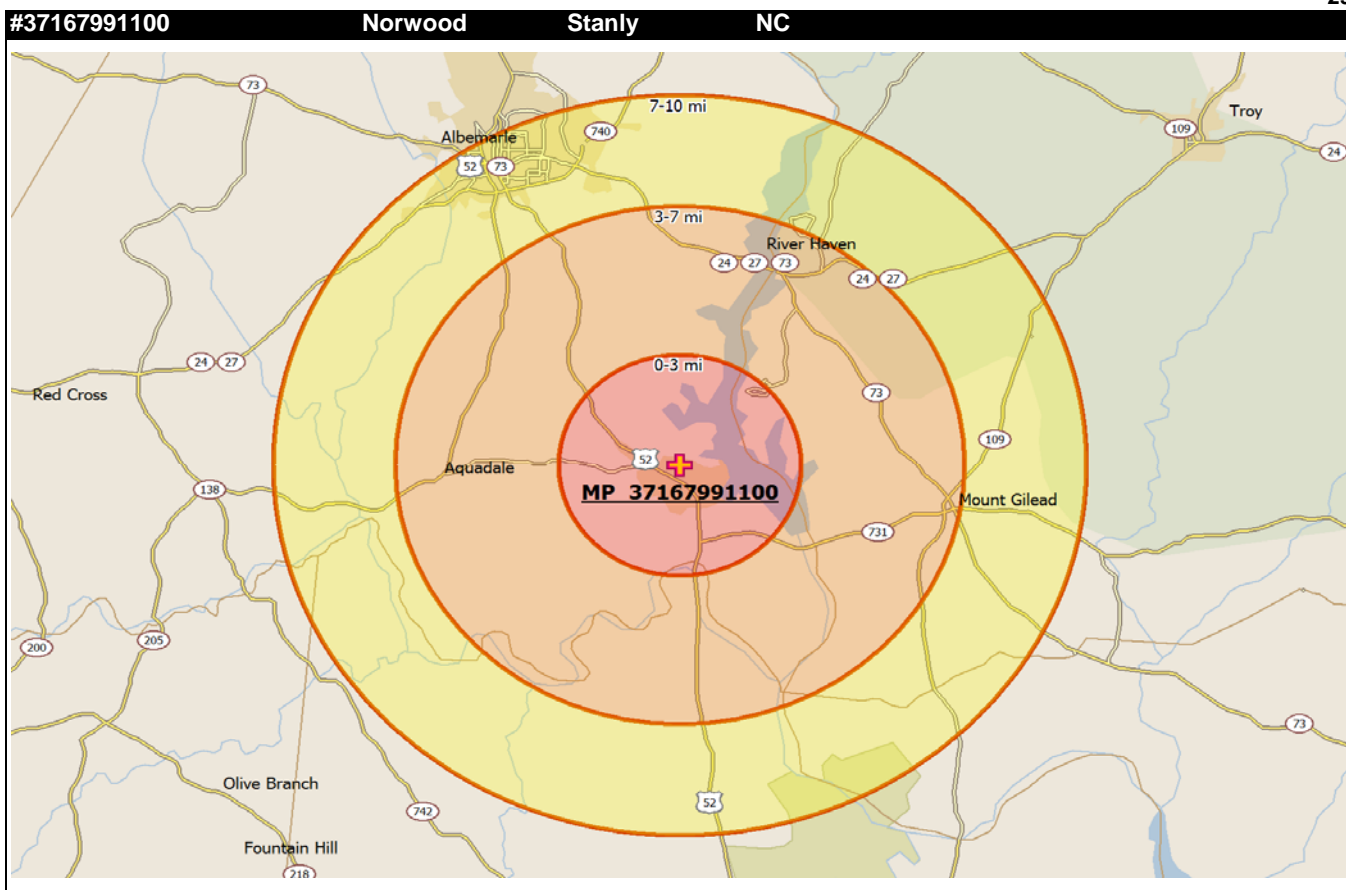 #37167991100 Norwood Stanly NC
73
7-10 mi
Albemarle
740
109
Troy
24
52 73
3-7 mi
River Haven
24 27 73
24 27
24 27
0-3 mi
Red Cross
73
109
Aquadale
52
138
MP 37167991100
Mount Gilead
731
200
205
73
Olive Branch
52
742
Fountain Hill
218